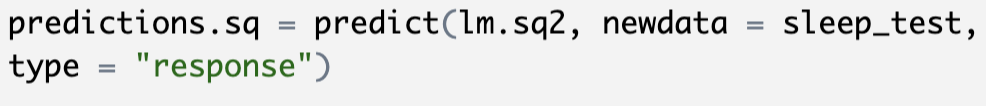 predictions.sq = predict(lm.sq2, newdata = sleep_test,
type = "response")